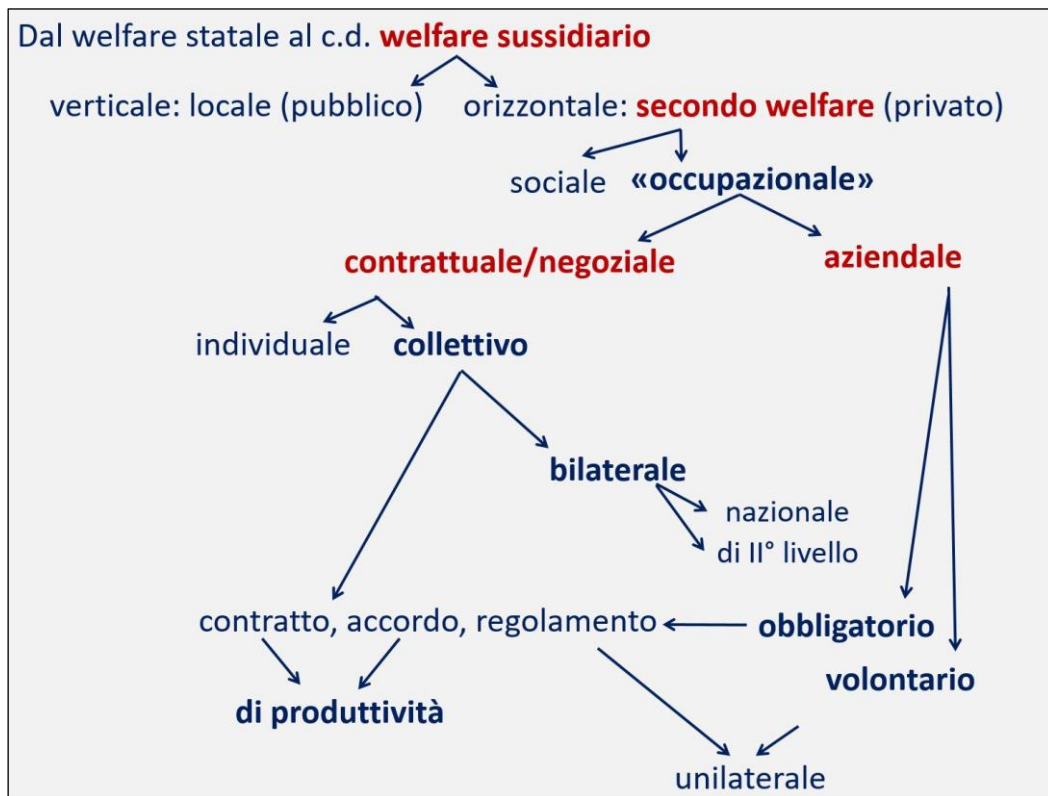 Dal welfare statale al c.d. welfare sussidiario
verticale: locale (pubblico) orizzontale: secondo welfare (privato)
sociale «occupazionale»
contrattuale/negoziale aziendale
individuale collettivo
bilaterale
nazionale
di II° livello
contratto, accordo, regolamento obbligatorio
volontario
di produttività
unilaterale